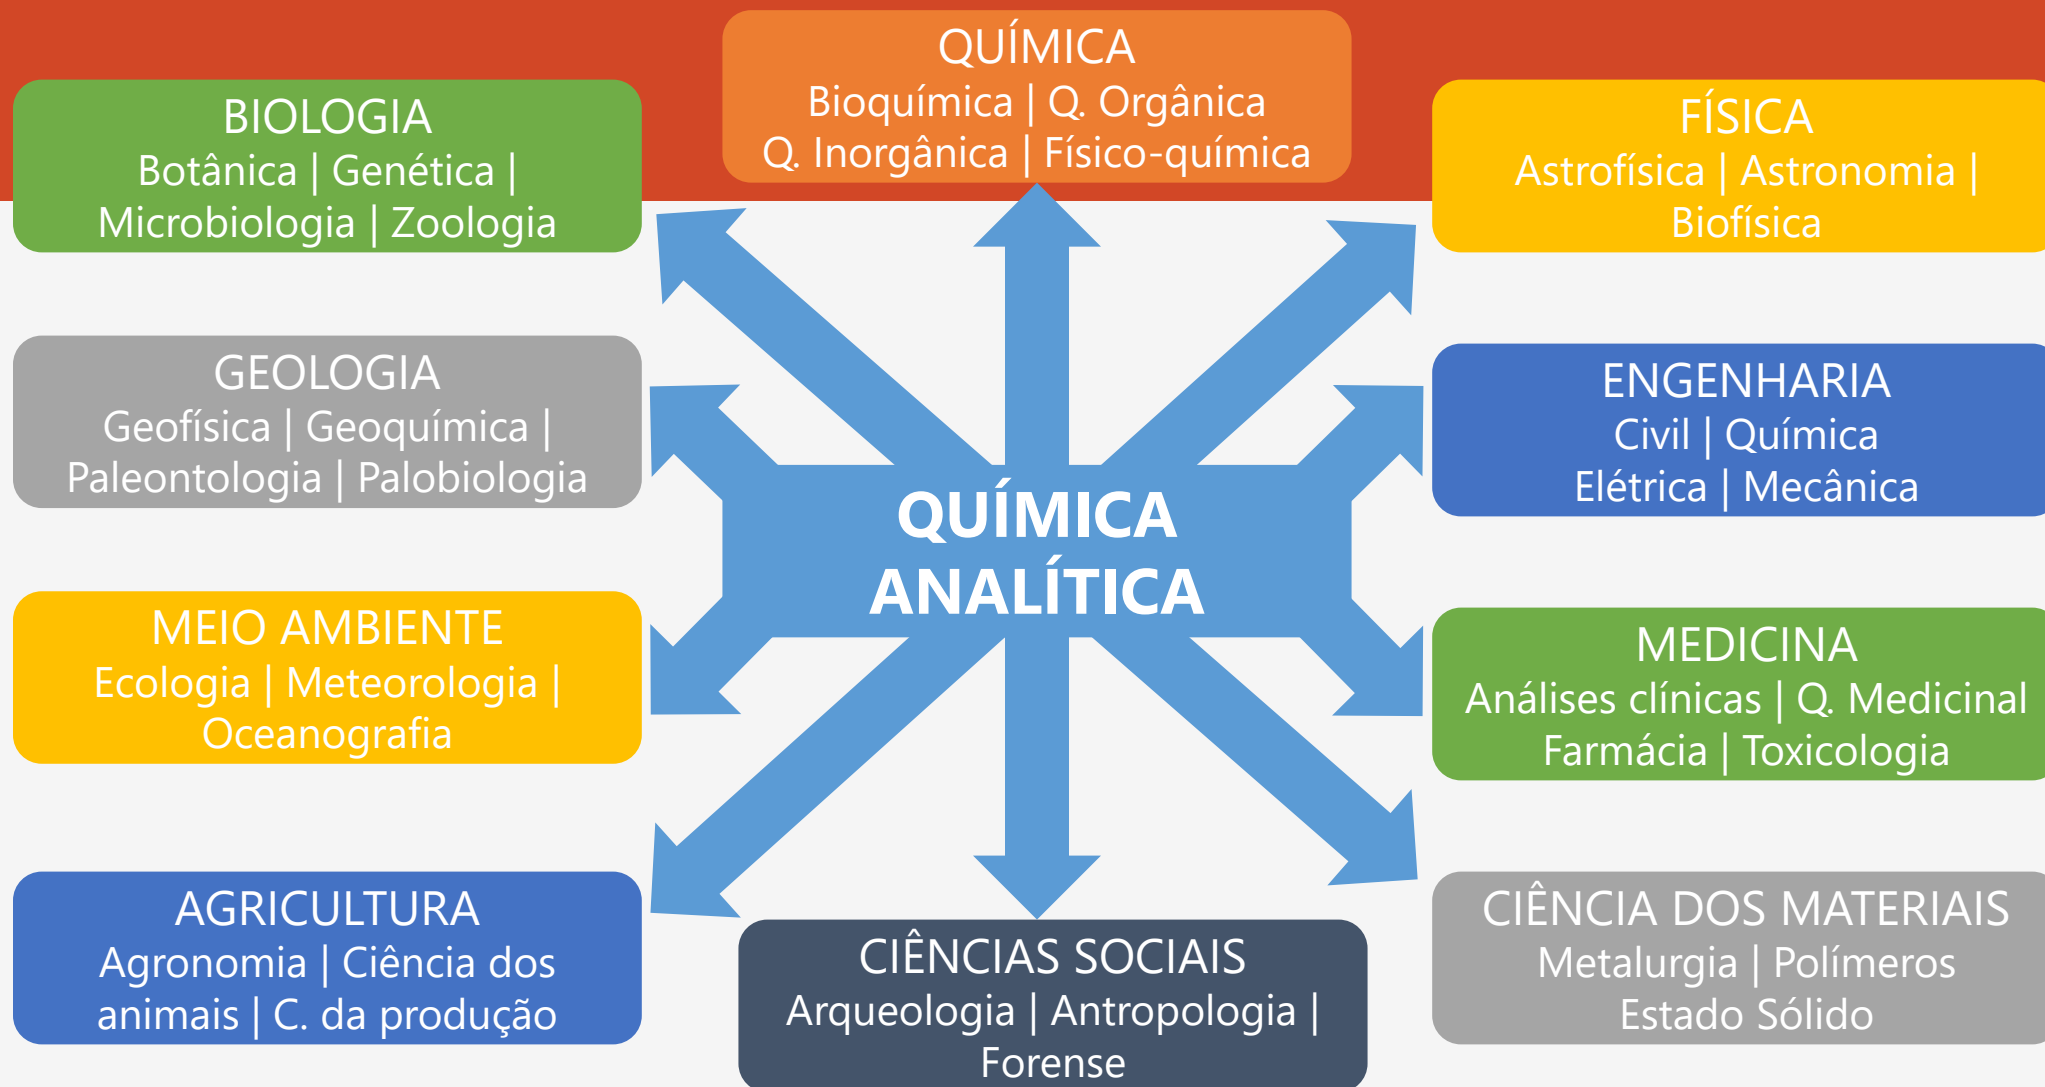 QUÍMICA
Bioquímica | Q. Orgânica
Q. Inorgânica | Físico-química
BIOLOGIA
Botânica | Genética |
Microbiologia | Zoologia
FÍSICA
Astrofísica | Astronomia |
Biofísica
GEOLOGIA
Geofísica | Geoquímica |
Paleontologia | Palobiologia
ENGENHARIA
Civil | Química
Elétrica | Mecânica
QUÍMICA
ANALÍTICA
MEIO AMBIENTE
Ecologia | Meteorologia |
Oceanografia
MEDICINA
Análises clínicas | Q. Medicinal
Farmácia | Toxicologia
AGRICULTURA
Agronomia | Ciência dos
animais | C. da produção
CIÊNCIAS SOCIAIS
Arqueologia | Antropologia |
Forense
CIÊNCIA DOS MATERIAIS
Metalurgia | Polímeros
Estado Sólido